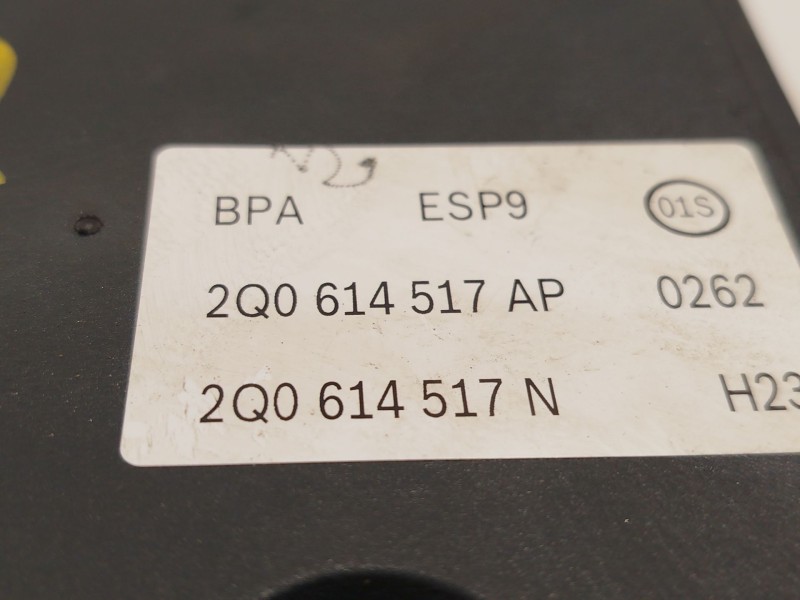 BPA ESP9 01S
2Q0 614 517 AP 0262
2Q0 614 517 N H23